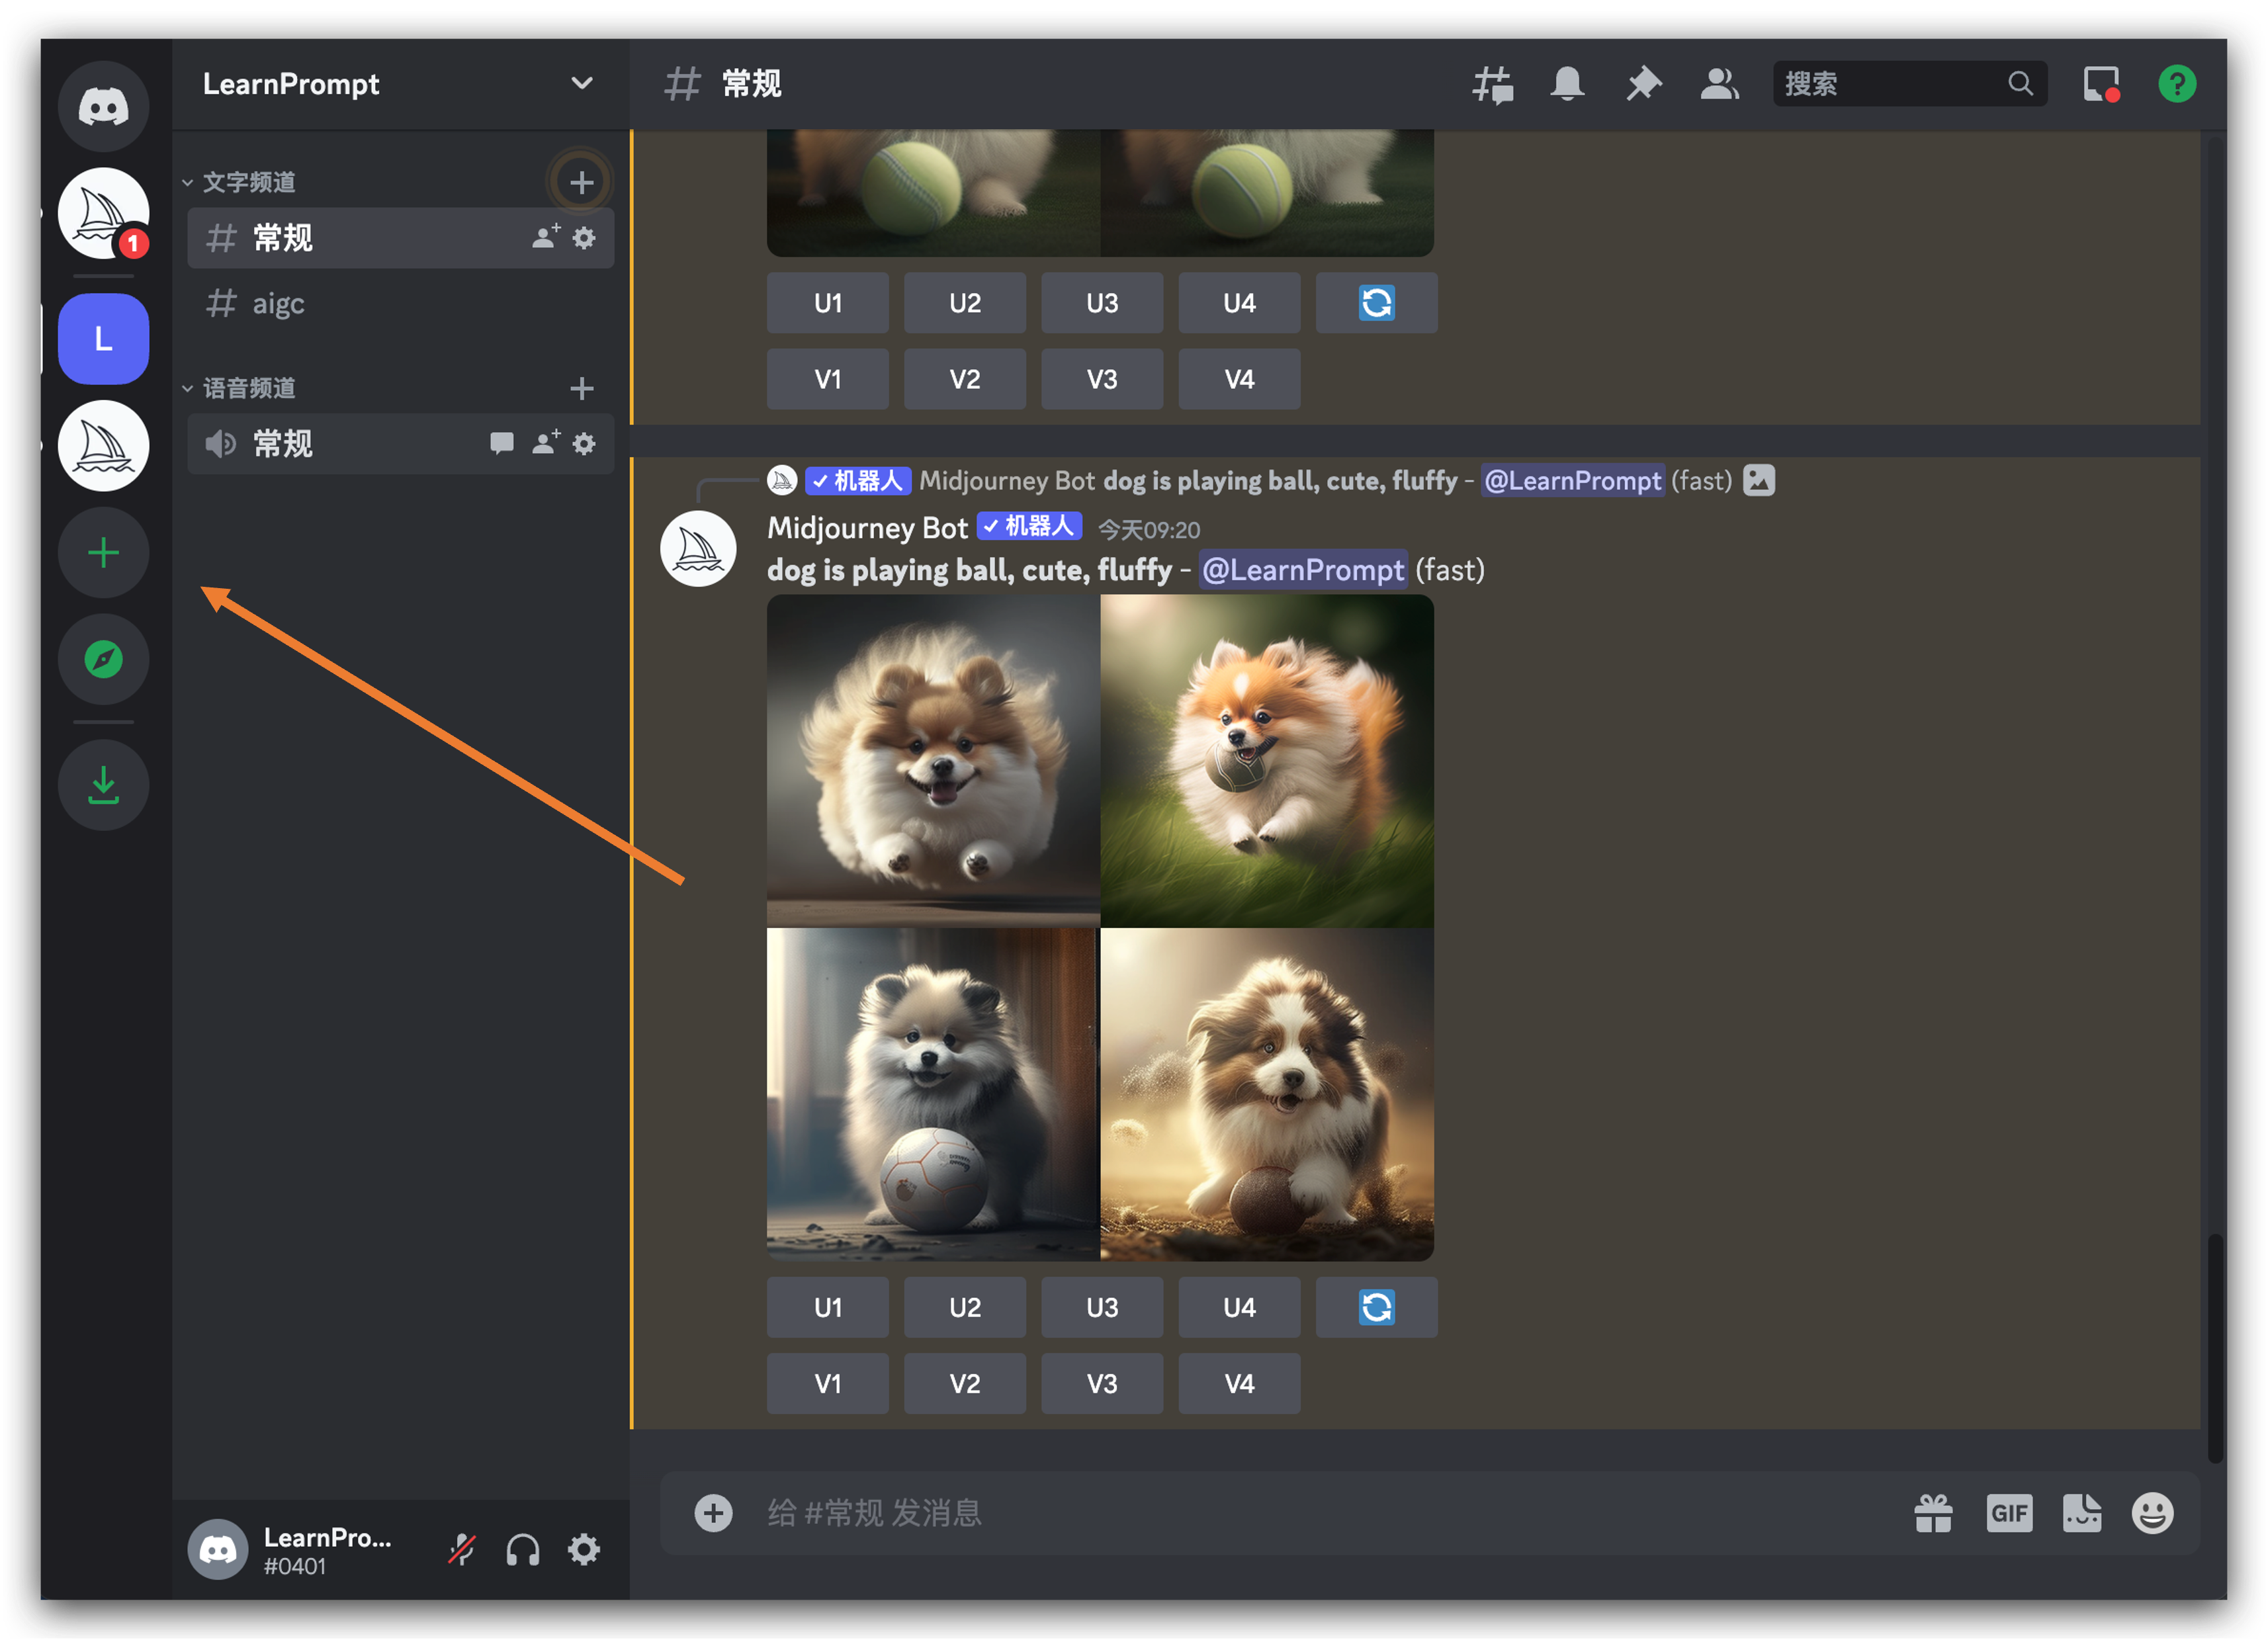 LearnPrompt
常规
搜索
1
文字频道
常规
aigc
L
语音频道
常规
U1 U2 U3 U4
V1 V2 V3 V4
机器人 Midjourney Bot dog is playing ball, cute, fluffy - @LearnPrompt (fast)
Midjourney Bot 机器人 今天09:20
dog is playing ball, cute, fluffy - @LearnPrompt (fast)
U1 U2 U3 U4
V1 V2 V3 V4
给 #常规 发消息
GIF
LearnPro...
#0401